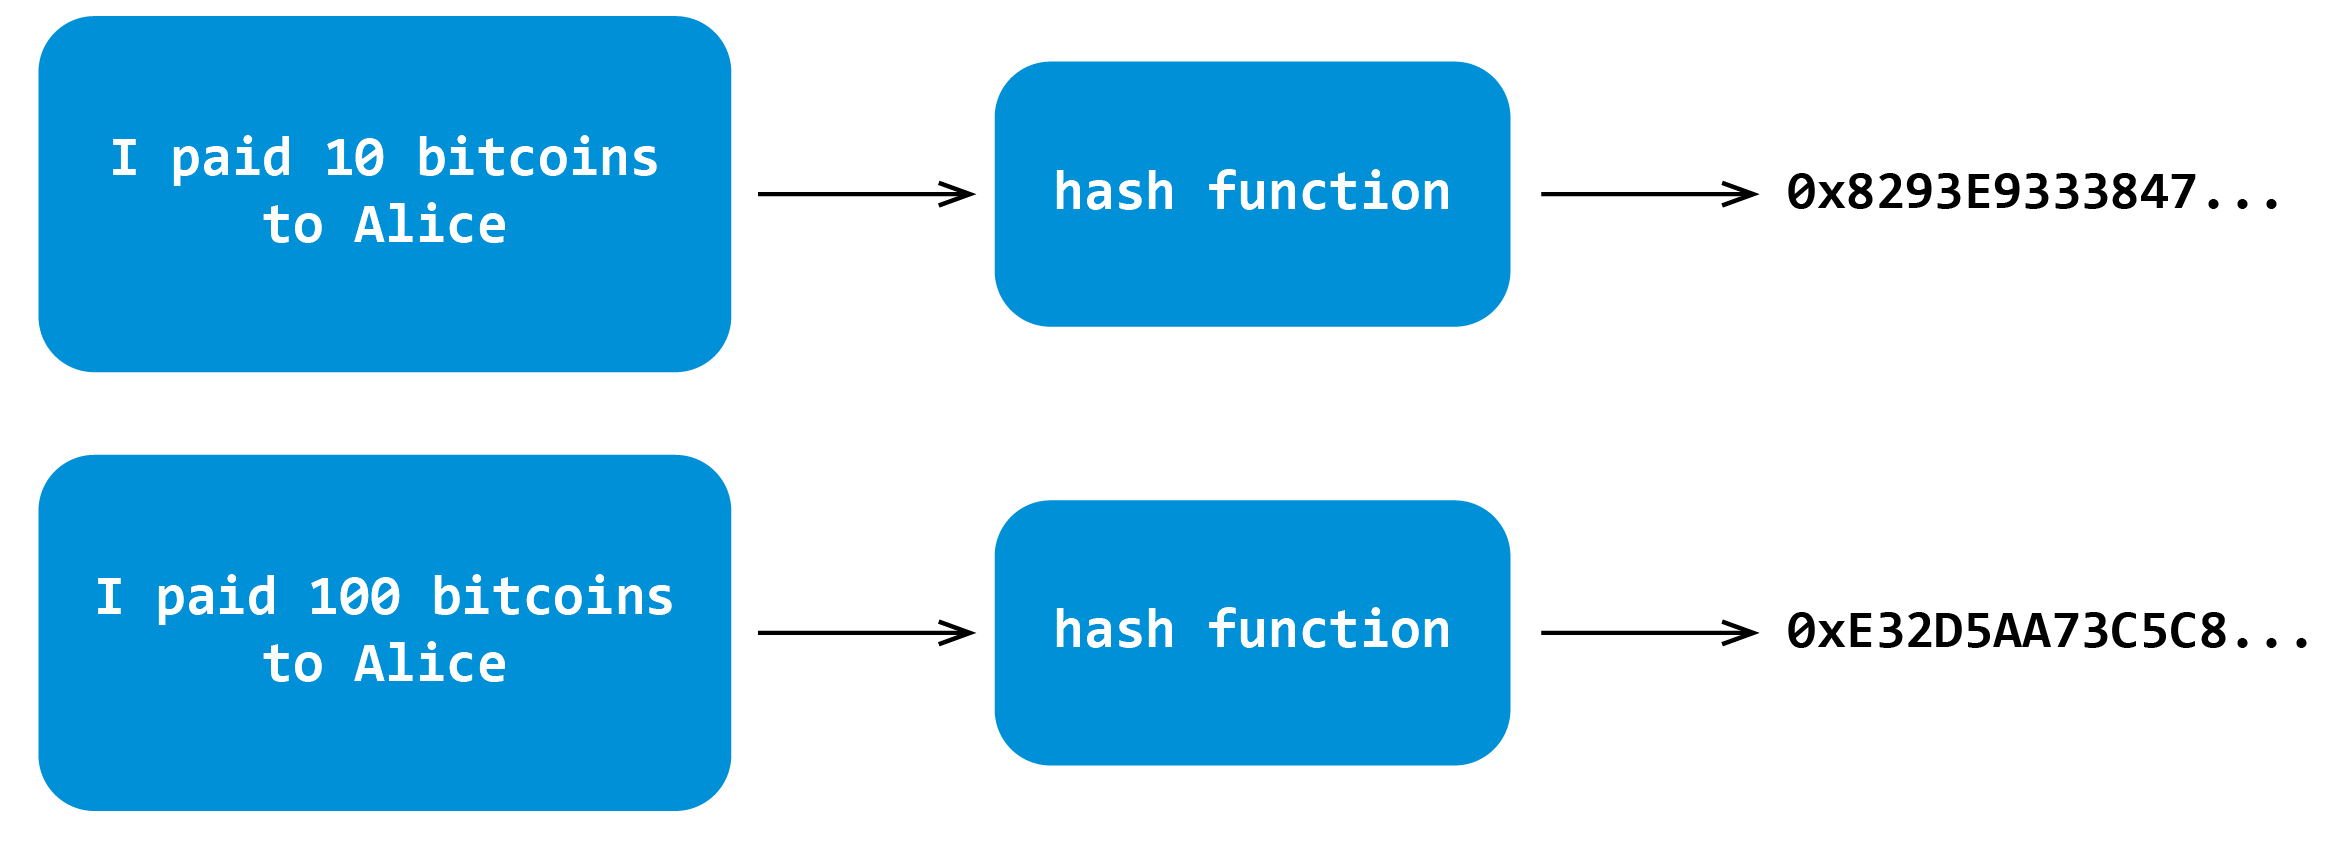 I paid 10 bitcoins
to Alice
hash function
0x8293E9333847...
I paid 100 bitcoins
to Alice
hash function
0xE32D5AA73C5C8...